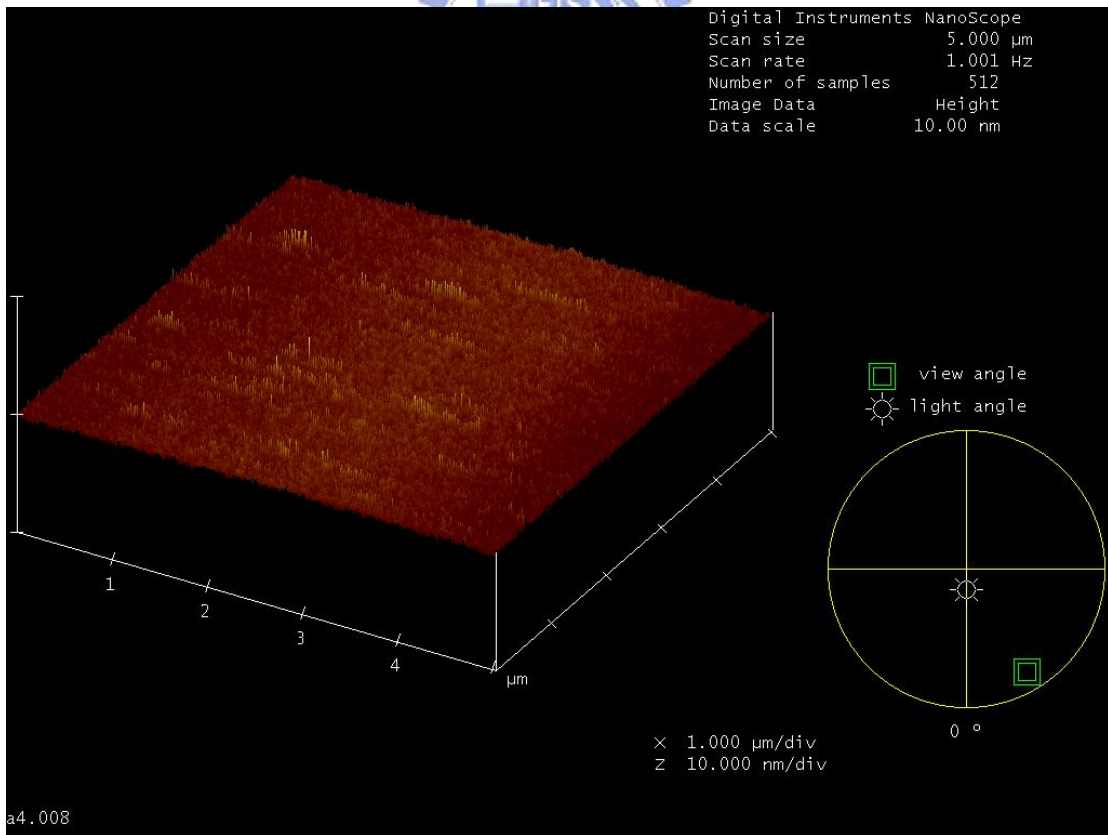 Digital Instruments NanoScope
Scan size 5.000 µm
Scan rate 1.001 Hz
Number of samples 512
Image Data Height
Data scale 10.00 nm
view angle
light angle
1
2
3
4
µm
0 º
X 1.000 µm/div
Z 10.000 nm/div
a4.008